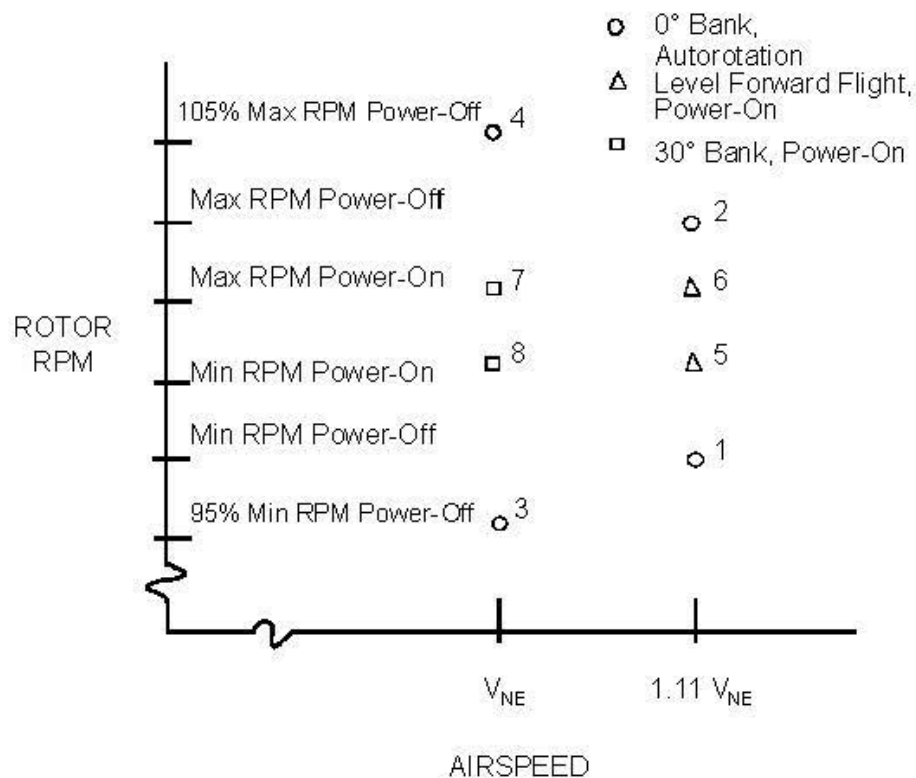 0° Bank,
Autorotation
Level Forward Flight,
Power-On
30° Bank, Power-On
105% Max RPM Power-Off
4
Max RPM Power-Off
2
Max RPM Power-On
7
6
ROTOR
RPM
Min RPM Power-On
8
5
Min RPM Power-Off
1
95% Min RPM Power-Off
3
VNE
1.11 VNE
AIRSPEED